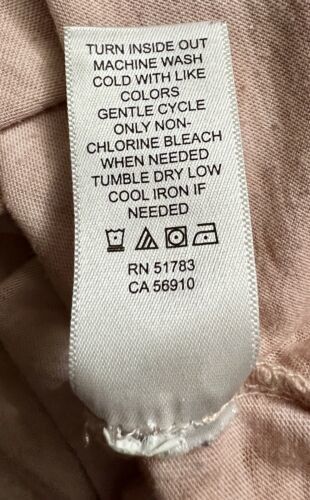 TURN INSIDE OUT
MACHINE WASH
COLD WITH LIKE
COLORS
GENTLE CYCLE
ONLY NON-
CHLORINE BLEACH
WHEN NEEDED
TUMBLE DRY LOW
COOL IRON IF
NEEDED
RN 51783
CA 56910